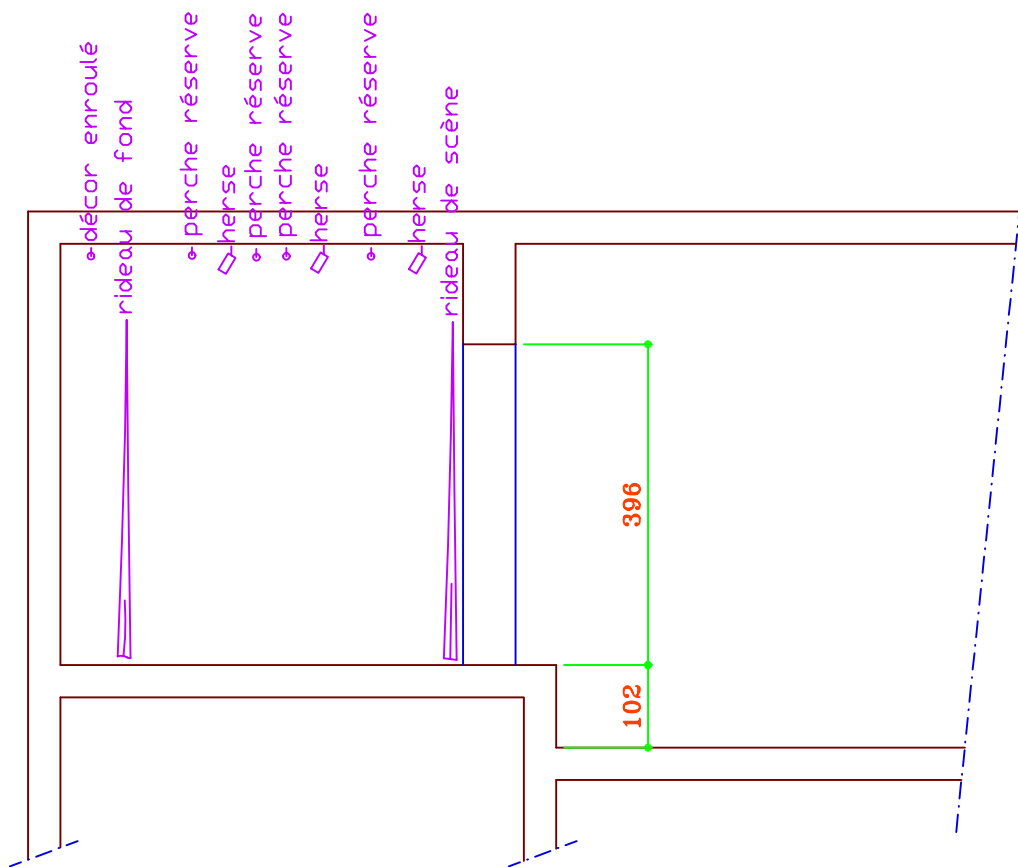 décor enroulé
rideau de fond
perche réserve
herse
perche réserve
perche réserve
herse
perche réserve
herse
rideau de scène
396
102